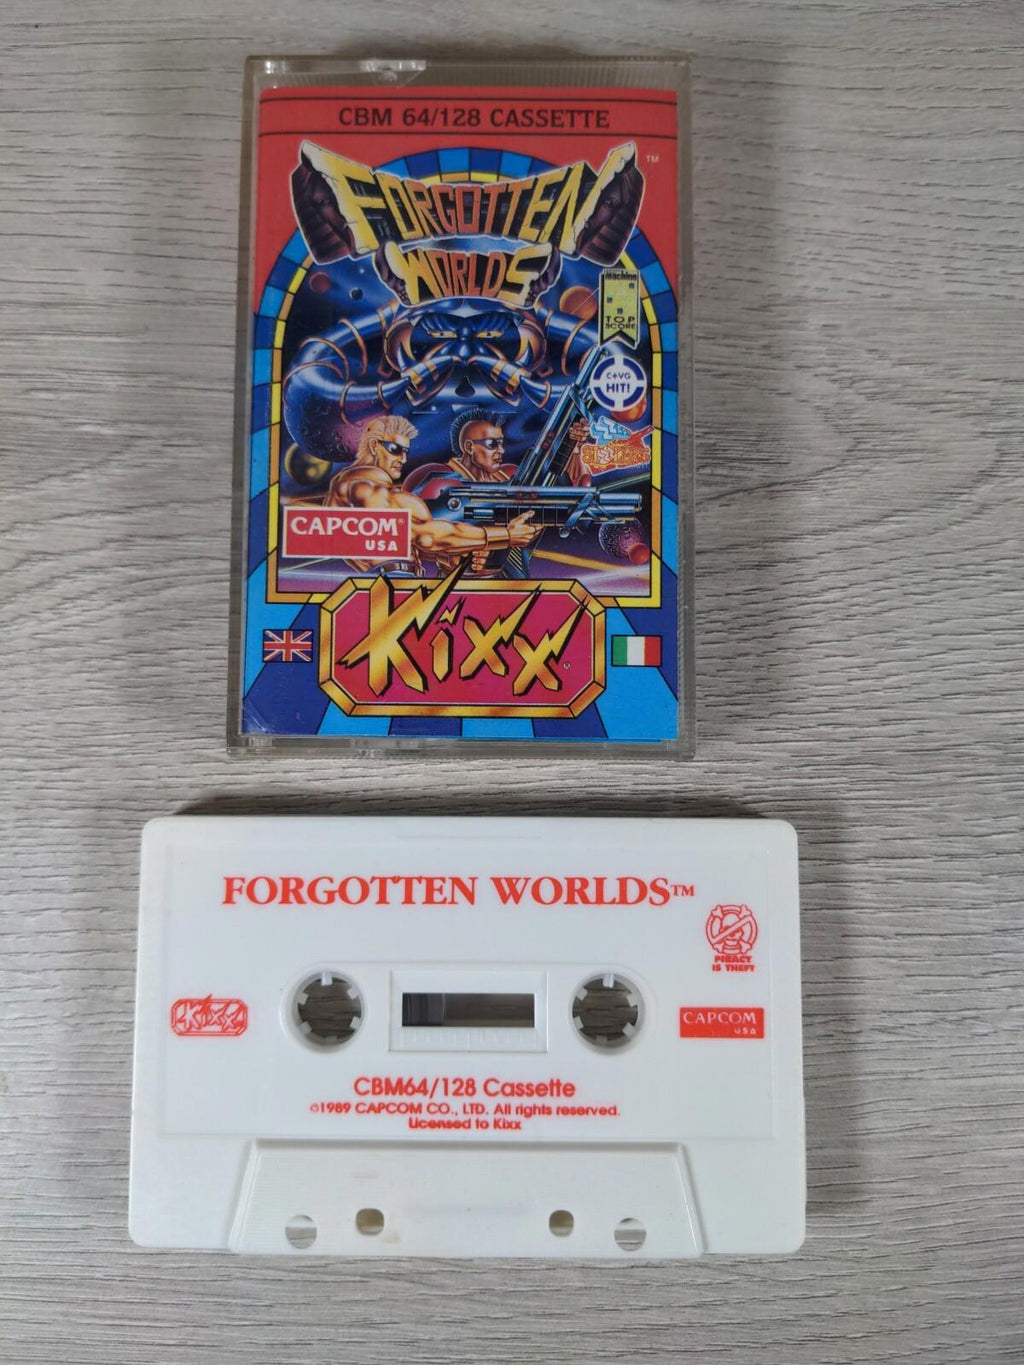 CBM 64/128 CASSETTE
FORGOTTEN
WORLDS
™
machine
TOP
SCORE
C+VG
HIT!
CAPCOM®
USA
Kixx®
FORGOTTEN WORLDS™
PIRACY
IS THEFT
Kixx
CAPCOM
USA
CBM64/128 Cassette
©1989 CAPCOM CO., LTD. All rights reserved.
Licensed to Kixx